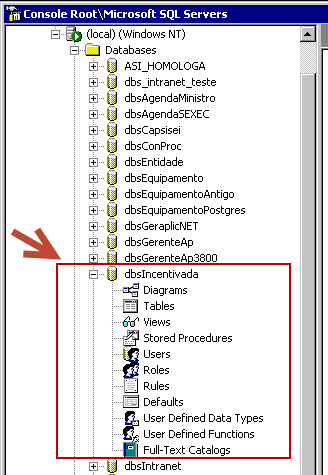 Console Root\Microsoft SQL Servers
(local) (Windows NT)
Databases
ASI_HOMOLOGA
dbs_intranet_teste
dbsAgendaMinistro
dbsAgendaSEXEC
dbsCapsisei
dbsConProc
dbsEntidade
dbsEquipamento
dbsEquipamentoAntigo
dbsEquipamentoPostgres
dbsGeraplicNET
dbsGerenteAp
dbsGerenteAp3800
dbsIncentivada
Diagrams
Tables
Views
Stored Procedures
Users
Roles
Rules
Defaults
User Defined Data Types
User Defined Functions
Full-Text Catalogs
dbsIntranet